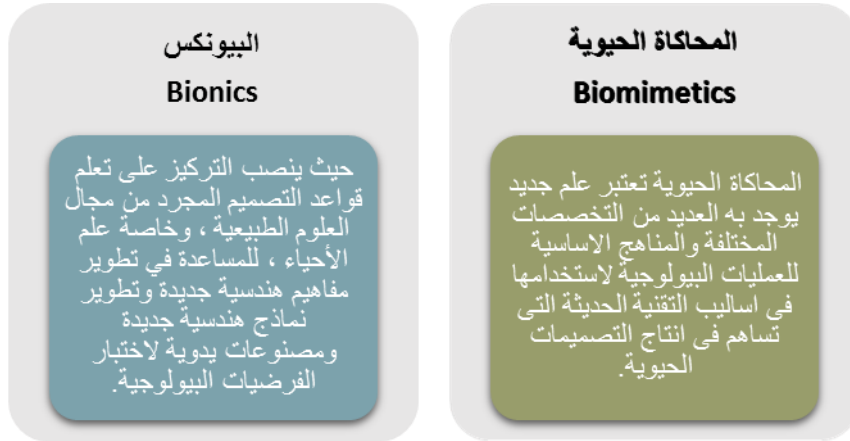 المحاكاة الحيوية
Biomimetics
المحاكاة الحيوية تعتبر علم جديد
يوجد به العديد من التخصصات
المختلفة والمناهج الاساسية
للعمليات البيولوجية لاستخدامها
فى اساليب التقنية الحديثة التى
تساهم فى انتاج التصميمات
الحيوية.
البيونكس
Bionics
حيث ينصب التركيز على تعلم
قواعد التصميم المجرد من مجال
العلوم الطبيعية ، وخاصة علم
الأحياء ، للمساعدة في تطوير
مفاهيم هندسية جديدة وتطوير
نماذج هندسية جديدة
ومصنوعات يدوية لاختبار
الفرضيات البيولوجية.